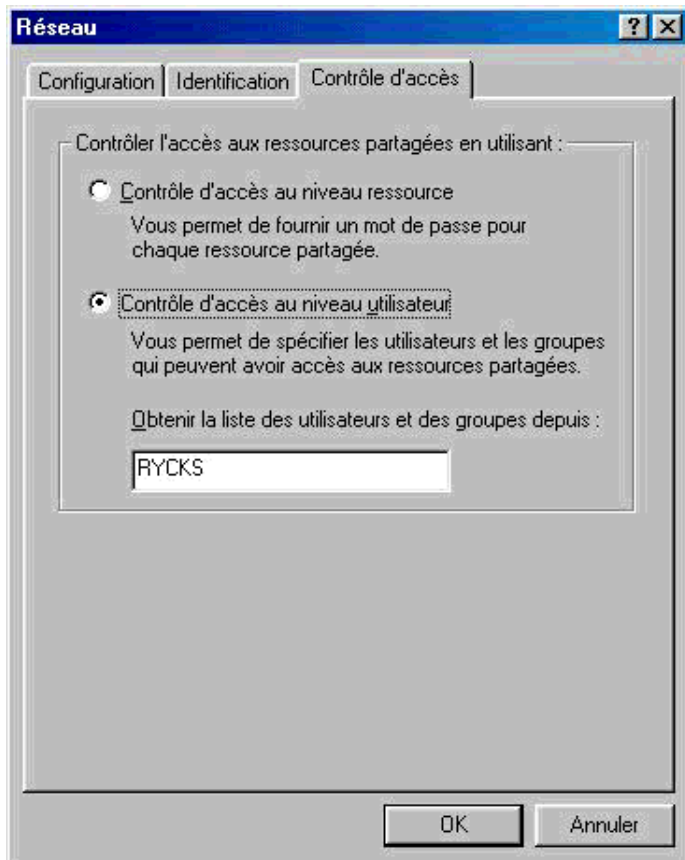 Réseau
Configuration Identification Contrôle d'accès
Contrôler l'accès aux ressources partagées en utilisant :
Contrôle d'accès au niveau ressource
Vous permet de fournir un mot de passe pour
chaque ressource partagée.
Contrôle d'accès au niveau utilisateur
Vous permet de spécifier les utilisateurs et les groupes
qui peuvent avoir accès aux ressources partagées.
Obtenir la liste des utilisateurs et des groupes depuis :
RYCKS
OK Annuler